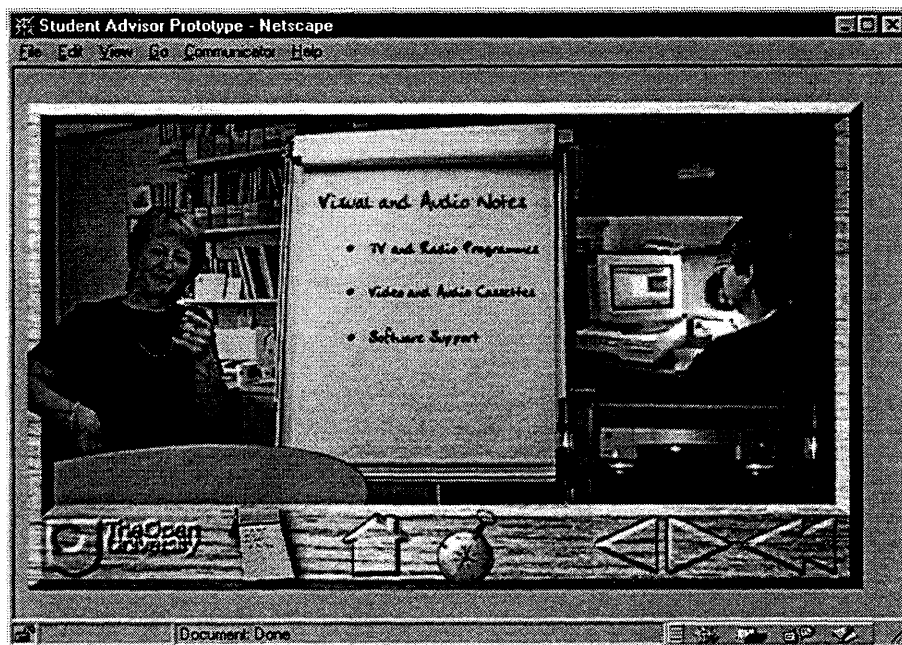 Student Advisor Prototype - Netscape
File Edit View Go Communicator Help
Visual and Audio Notes
• TV and Radio Programmes
• Video and Audio Cassettes
• Software Support
The Open
University
Document: Done